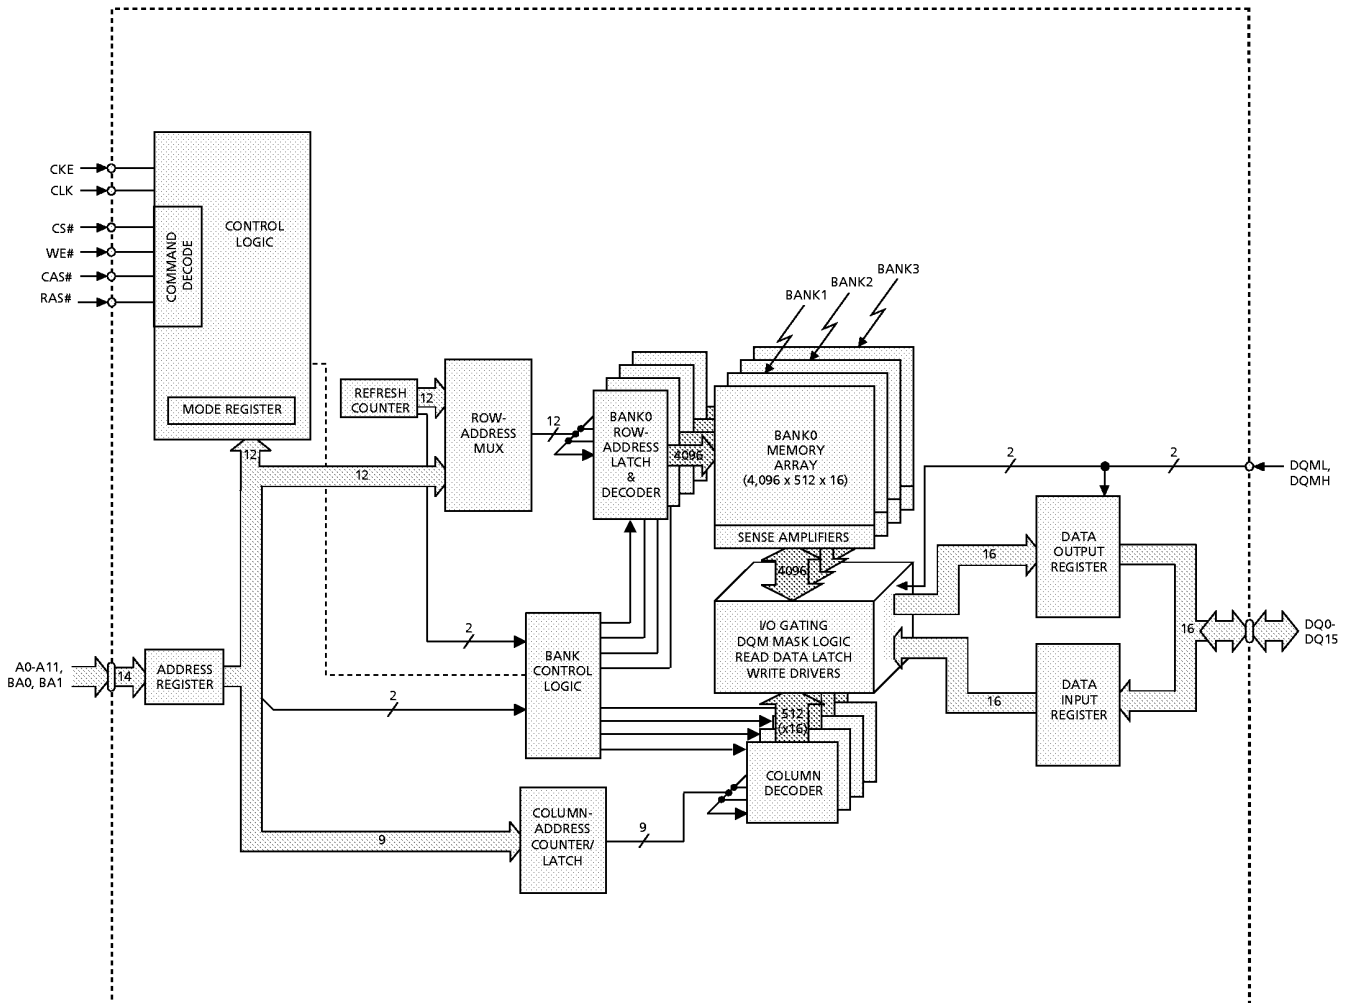 CKE
CLK
CS#
WE#
CAS#
RAS#
COMMAND
DECODE
CONTROL
LOGIC
MODE REGISTER
12
12
REFRESH
COUNTER
12
ROW-
ADDRESS
MUX
12
BANK0
ROW-
ADDRESS
LATCH
&
DECODER
4096
BANK1
BANK2
BANK3
BANK0
MEMORY
ARRAY
(4,096 x 512 x 16)
SENSE AMPLIFIERS
4096
I/O GATING
DQM MASK LOGIC
READ DATA LATCH
WRITE DRIVERS
2
2
DQML,
DQMH
16
DATA
OUTPUT
REGISTER
16
DQ0-
DQ15
16
DATA
INPUT
REGISTER
A0-A11,
BA0, BA1
14
ADDRESS
REGISTER
2
2
BANK
CONTROL
LOGIC
512
(x16)
COLUMN
DECODER
9
COLUMN-
ADDRESS
COUNTER/
LATCH
9